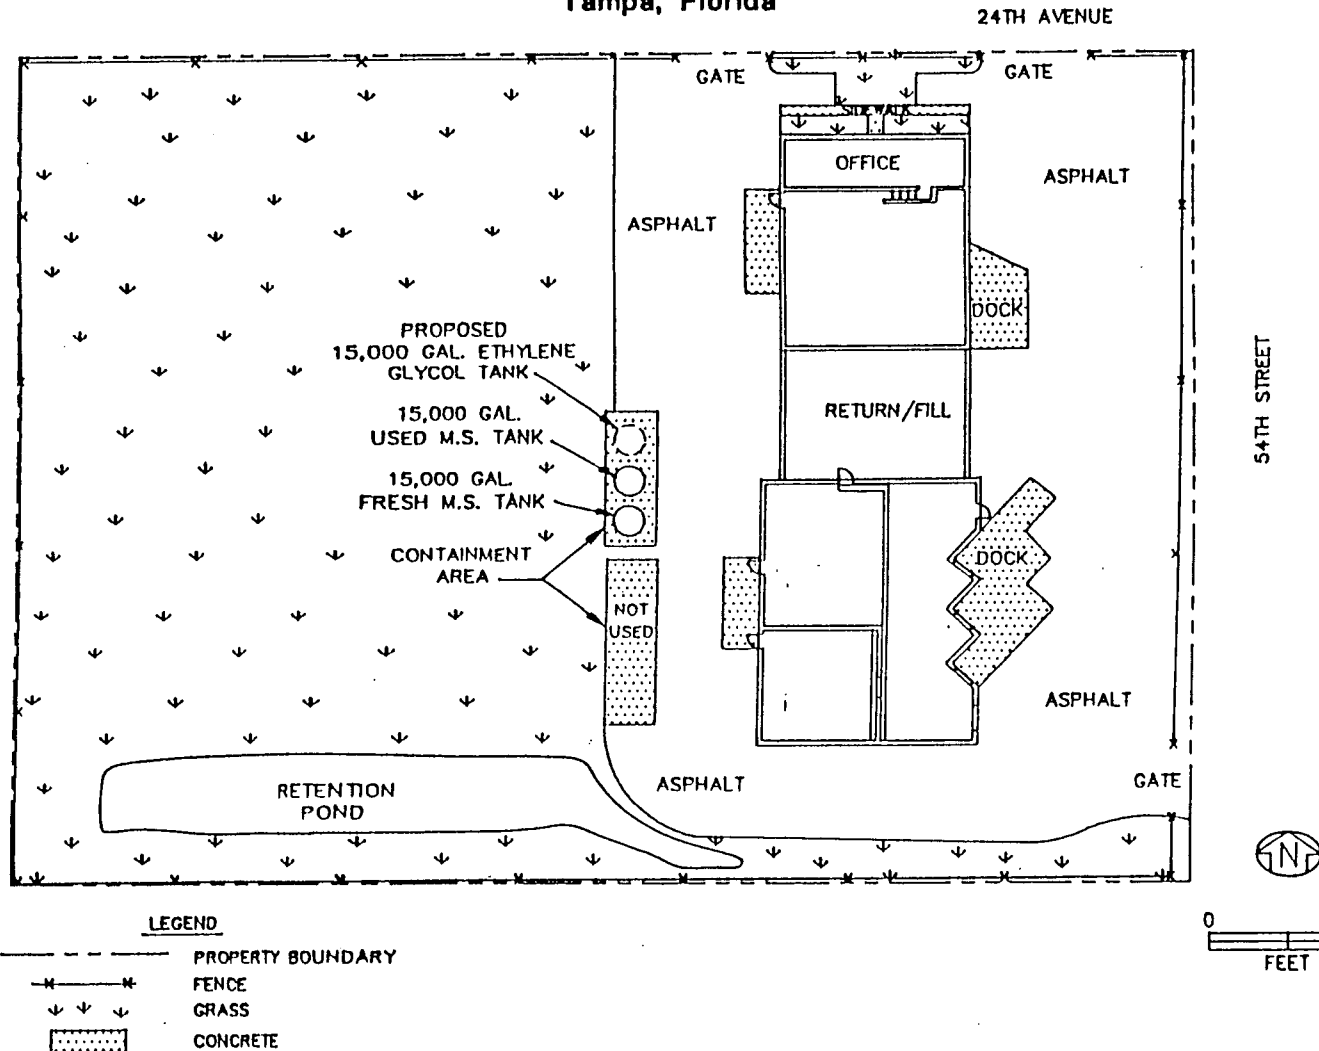 Tampa, Florida
24TH AVENUE
GATE
GATE
SIDEWALK
OFFICE
ASPHALT
ASPHALT
DOCK
PROPOSED
15,000 GAL. ETHYLENE
GLYCOL TANK
54TH STREET
15,000 GAL.
USED M.S. TANK
RETURN/FILL
15,000 GAL.
FRESH M.S. TANK
CONTAINMENT
AREA
DOCK
NOT
USED
ASPHALT
ASPHALT
GATE
RETENTION
POND
N
LEGEND
PROPERTY BOUNDARY
FENCE
GRASS
CONCRETE
0
FEET